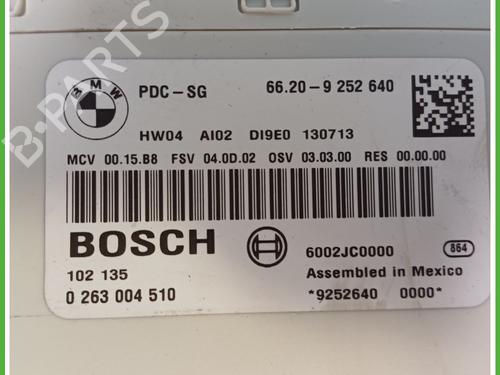 BMW
PDC-SG 66.20-9 252 640
HW04 AI02 DI9E0 130713
MCV 00.15.B8 FSV 04.0D.02 OSV 03.03.00 RES 00.00.00
BOSCH
6002JC0000 864
102 135 Assembled in Mexico
0 263 004 510 *9252640 0000*
B-PARTS